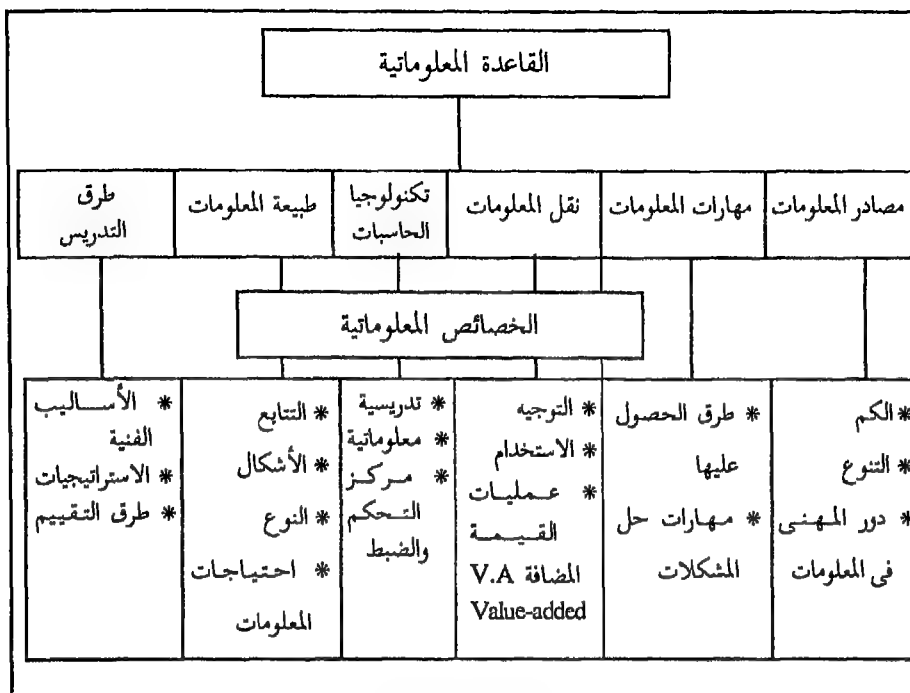 القاعدة المعلوماتية
مصادر المعلومات
مهارات المعلومات
نقل المعلومات
تكنولوجيا
الحاسبات
طبيعة المعلومات
طرق
التدريس
الخصائص المعلوماتية
* الكم
* التنوع
* دور المهنى
فى المعلومات
* طرق الحصول
عليها
* مهارات حل
المشكلات
* التوجيه
* الاستخدام
* عمليات
القيمة
المضافة V.A
Value-added
* تدريسية
* معلوماتية
* مركز
التحكم
والضبط
* التتابع
* الأشكال
* النوع
* احتياجات
المعلومات
* الأساليب
الفنية
* الاستراتيجيات
* طرق التقييم